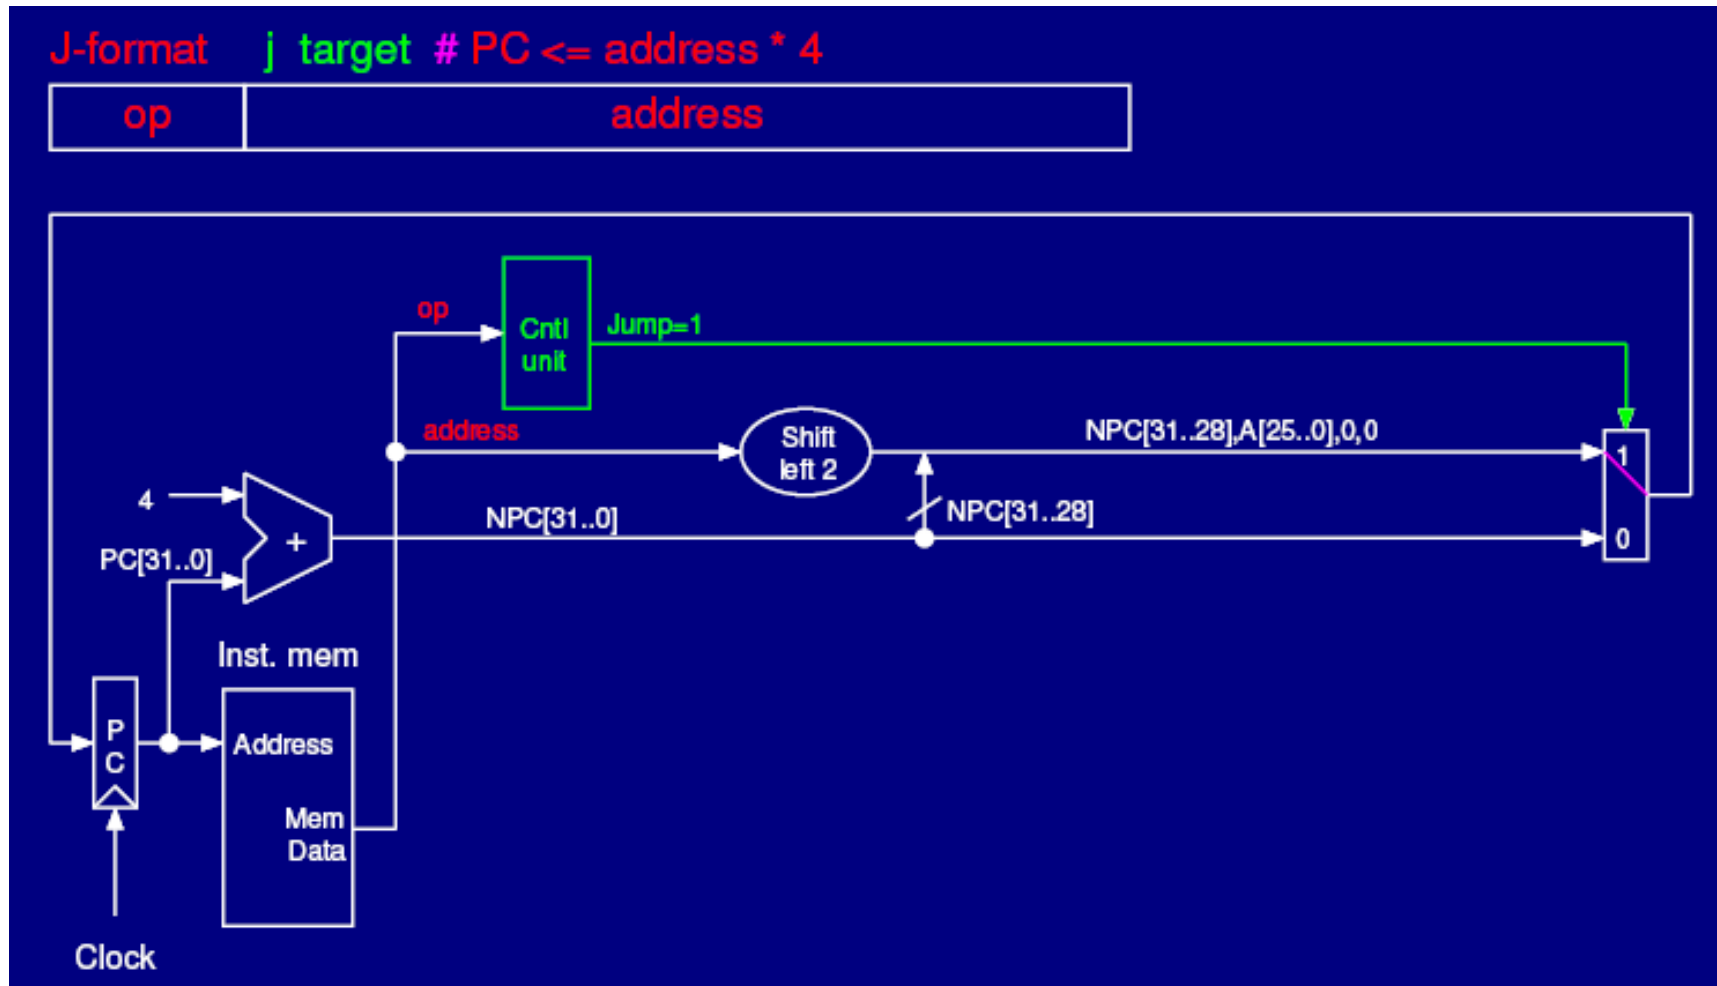 J-format j target # PC <= address * 4
op address
op
Cntl
unit
Jump=1
address
Shift
left 2
NPC[31..28],A[25..0],0,0
1
4
+
NPC[31..0]
NPC[31..28]
0
PC[31..0]
Inst. mem
P
C
Address
Mem
Data
Clock